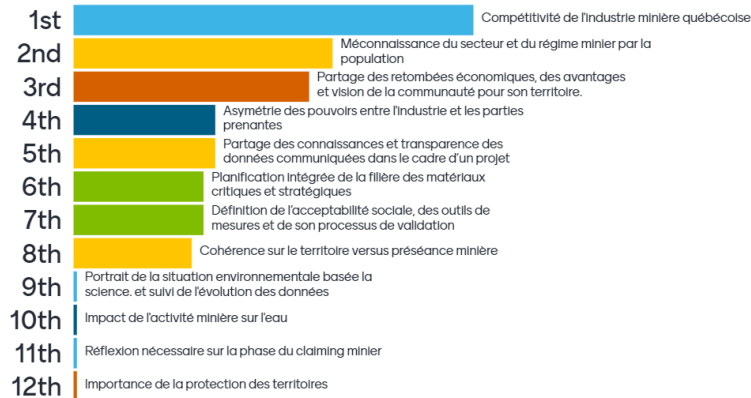 1st
Compétitivité de l'industrie minière québécoise
2nd
Méconnaissance du secteur et du régime minier par la
population
3rd
Partage des retombées économiques, des avantages
et vision de la communauté pour son territoire.
4th
Asymétrie des pouvoirs entre l'industrie et les parties
prenantes
5th
Partage des connaissances et transparence des
données communiquées dans le cadre d'un projet
6th
Planification intégrée de la filière des matériaux
critiques et stratégiques
7th
Définition de l'acceptabilité sociale, des outils de
mesures et de son processus de validation
8th
Cohérence sur le territoire versus préséance minière
9th
Portrait de la situation environnementale basée la
science. et suivi de l'évolution des données
10th
Impact de l'activité minière sur l'eau
11th
Réflexion nécessaire sur la phase du claiming minier
12th
Importance de la protection des territoires